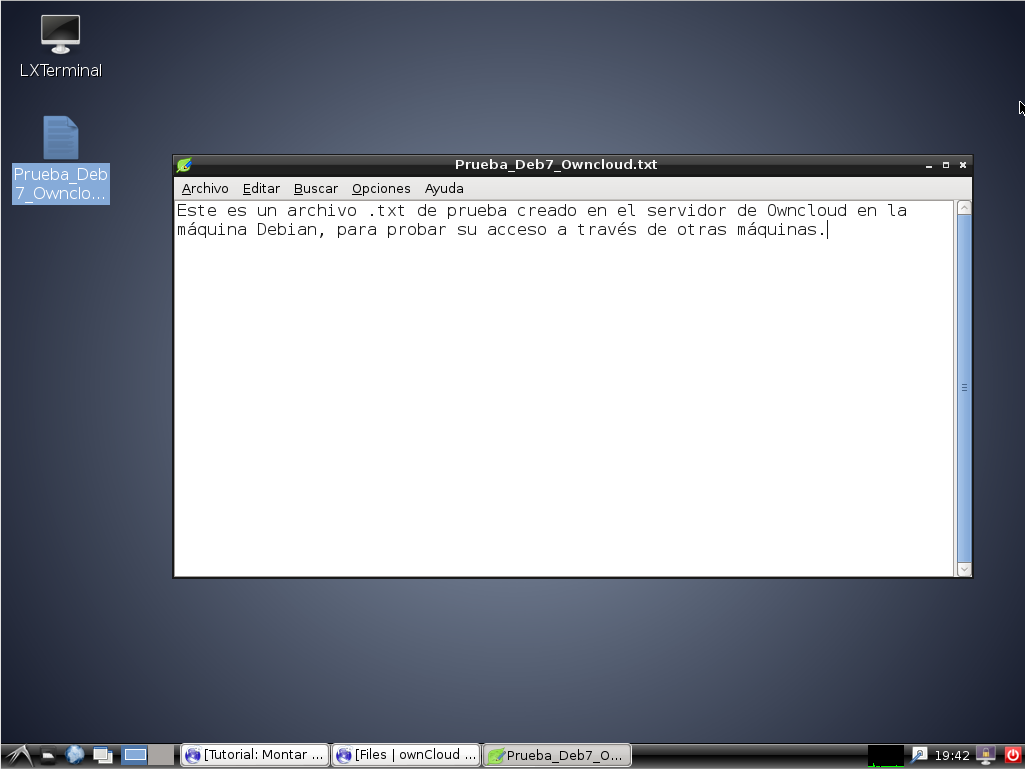 LXTerminal
Prueba_Deb
7_Ownclo...
Prueba_Deb7_Owncloud.txt
Archivo Editar Buscar Opciones Ayuda
Este es un archivo .txt de prueba creado en el servidor de Owncloud en la
máquina Debian, para probar su acceso a través de otras máquinas.
[Tutorial: Montar ... [Files | ownCloud ... Prueba_Deb7_O... 19:42